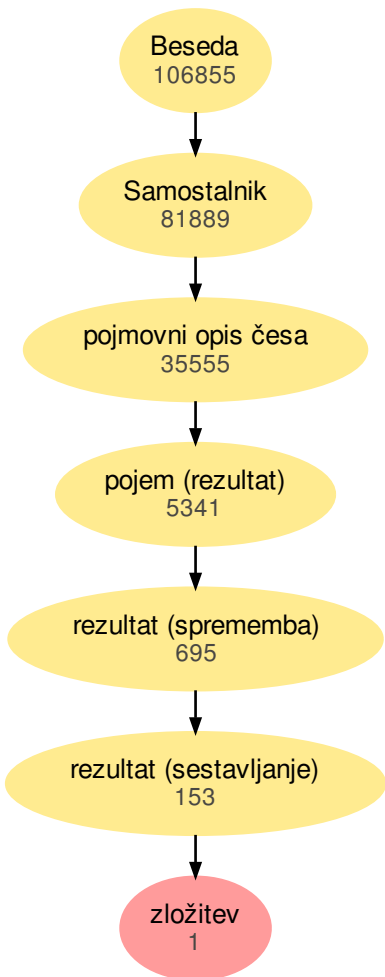 Beseda
106855
Samostalnik
81889
pojmovni opis česa
35555
pojem (rezultat)
5341
rezultat (sprememba)
695
rezultat (sestavljanje)
153
zložitev
1